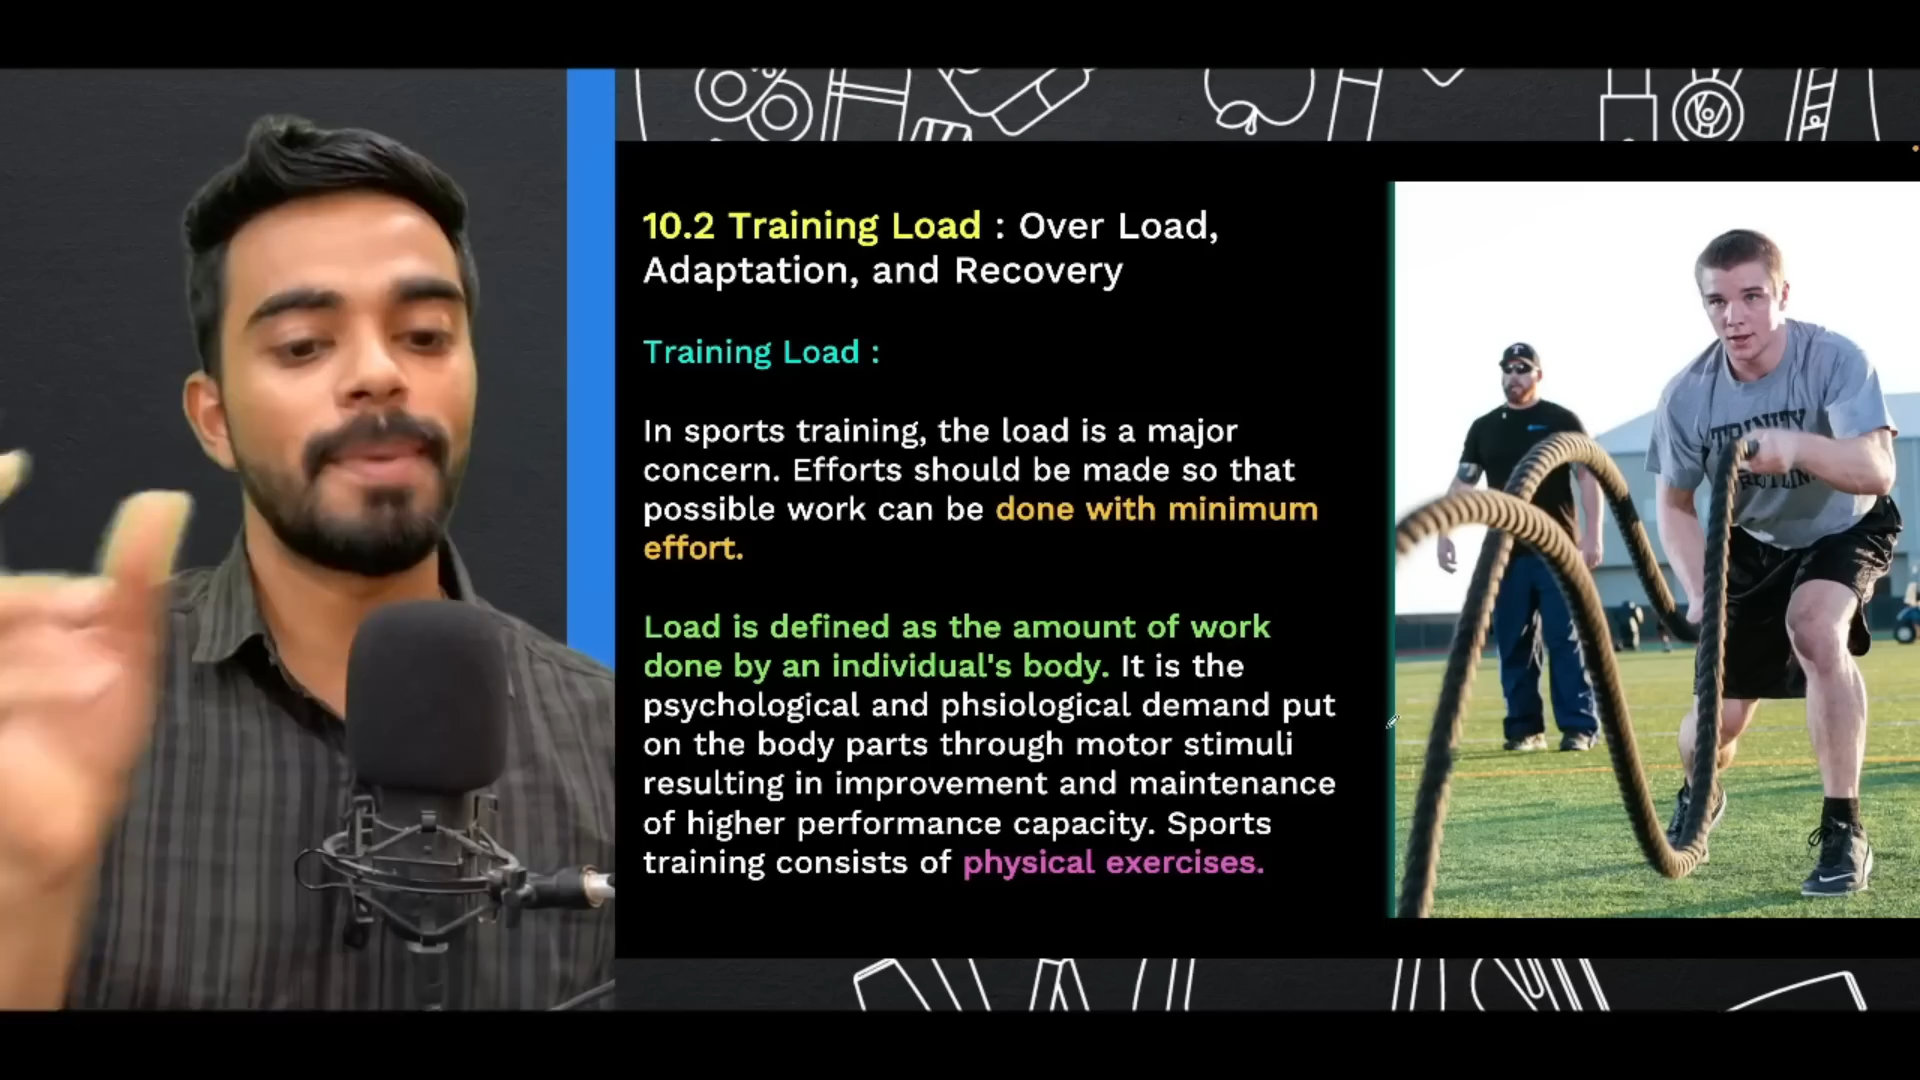 10.2 Training Load : Over Load,
Adaptation, and Recovery
Training Load :
In sports training, the load is a major
concern. Efforts should be made so that
possible work can be done with minimum
effort.
Load is defined as the amount of work
done by an individual's body. It is the
psychological and phsiological demand put
on the body parts through motor stimuli
resulting in improvement and maintenance
of higher performance capacity. Sports
training consists of physical exercises.
T
TRINITY